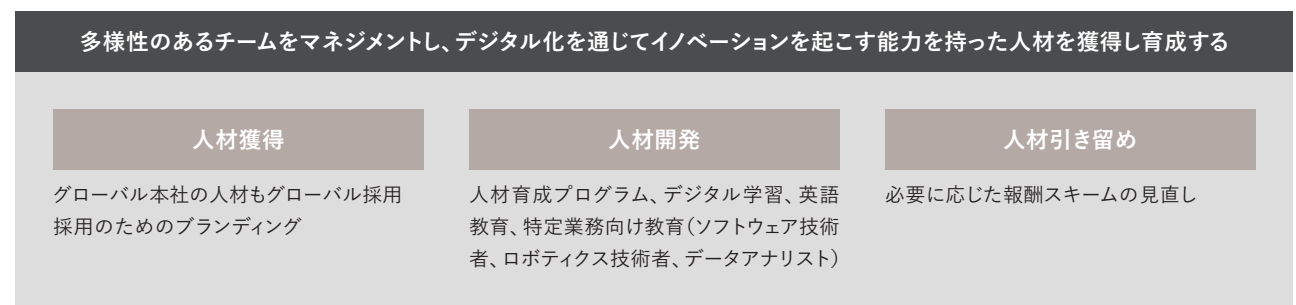 多様性のあるチームをマネジメントし、デジタル化を通じてイノベーションを起こす能力を持った人材を獲得し育成する
人材獲得
グローバル本社の人材もグローバル採用
採用のためのブランディング
人材開発
人材育成プログラム、デジタル学習、英語
教育、特定業務向け教育（ソフトウェア技術
者、ロボティクス技術者、データアナリスト）
人材引き留め
必要に応じた報酬スキームの見直し